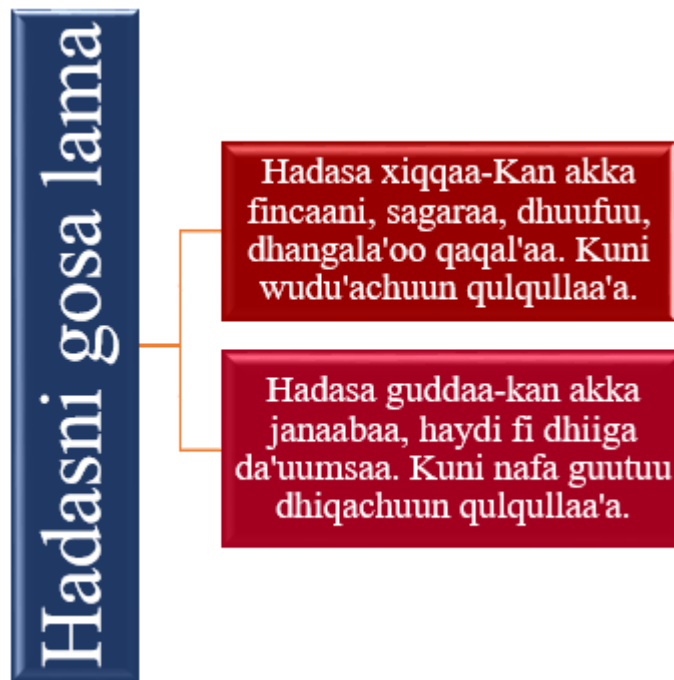 Hadasni gosa lama
Hadasa xiqqaa-Kan akka
fincaani, sagaraa, dhuufuu,
dhangala'oo qaqal'aa. Kuni
wudu'achuun qulqullaa'a.
Hadasa guddaa-kan akka
janaabaa, haydi fi dhiiga
da'uumsaa. Kuni nafa guutuu
dhiqachuun qulqullaa'a.